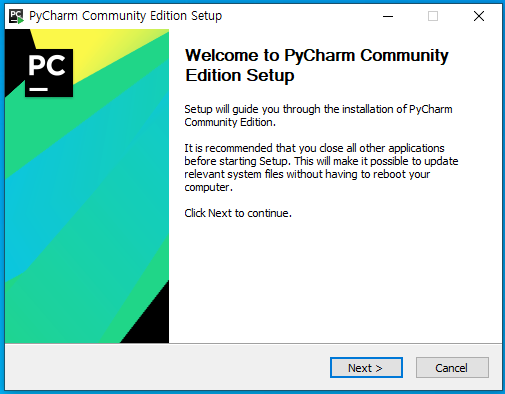 PyCharm Community Edition Setup
PC
Welcome to PyCharm Community
Edition Setup
Setup will guide you through the installation of PyCharm
Community Edition.
It is recommended that you close all other applications
before starting Setup. This will make it possible to update
relevant system files without having to reboot your
computer.
Click Next to continue.
Next >
Cancel